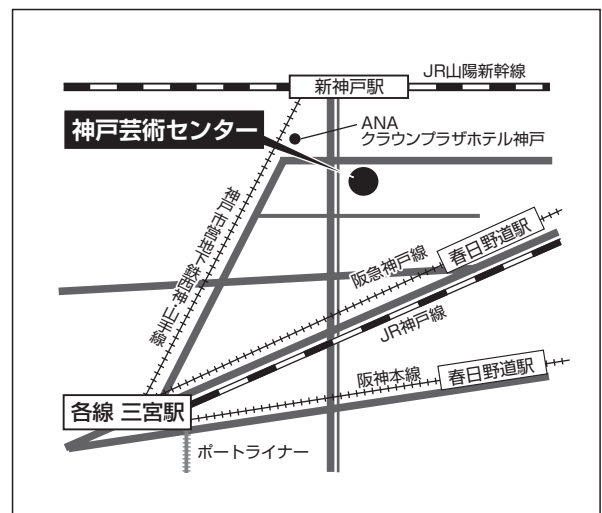 JR山陽新幹線
新神戸駅
神戸芸術センター
ANA
クラウンプラザホテル神戸
神戸市営地下鉄西神・山手線
阪急神戸線
春日野道駅
JR神戸線
阪神本線
春日野道駅
各線 三宮駅
ポートライナー